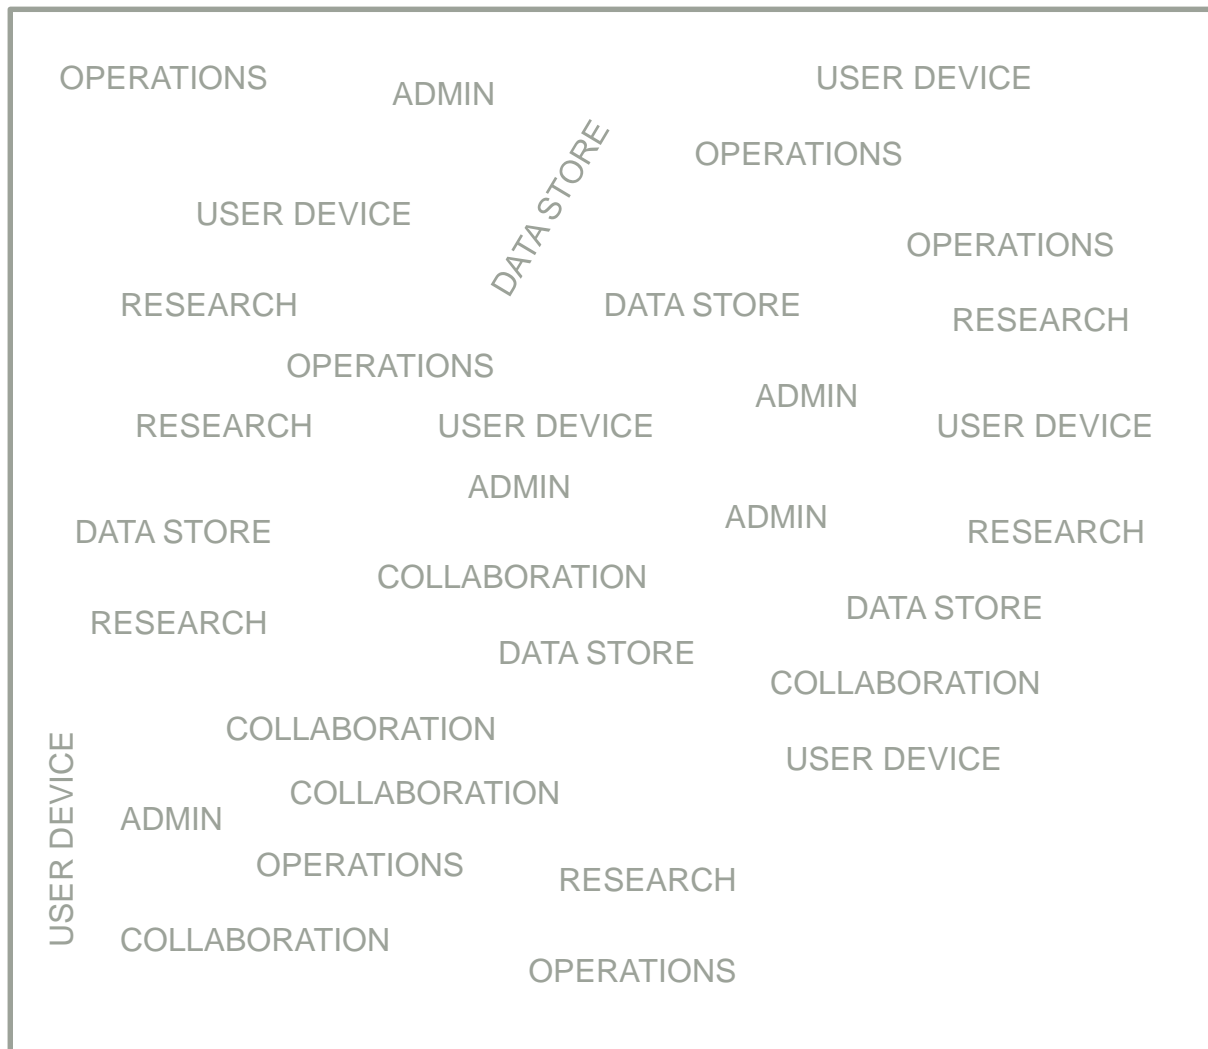 OPERATIONS
ADMIN
USER DEVICE
DATA STORE
OPERATIONS
USER DEVICE
OPERATIONS
RESEARCH
DATA STORE
RESEARCH
OPERATIONS
ADMIN
RESEARCH
USER DEVICE
USER DEVICE
ADMIN
ADMIN
DATA STORE
RESEARCH
COLLABORATION
DATA STORE
RESEARCH
DATA STORE
COLLABORATION
COLLABORATION
USER DEVICE
USER DEVICE
COLLABORATION
ADMIN
OPERATIONS
RESEARCH
COLLABORATION
OPERATIONS